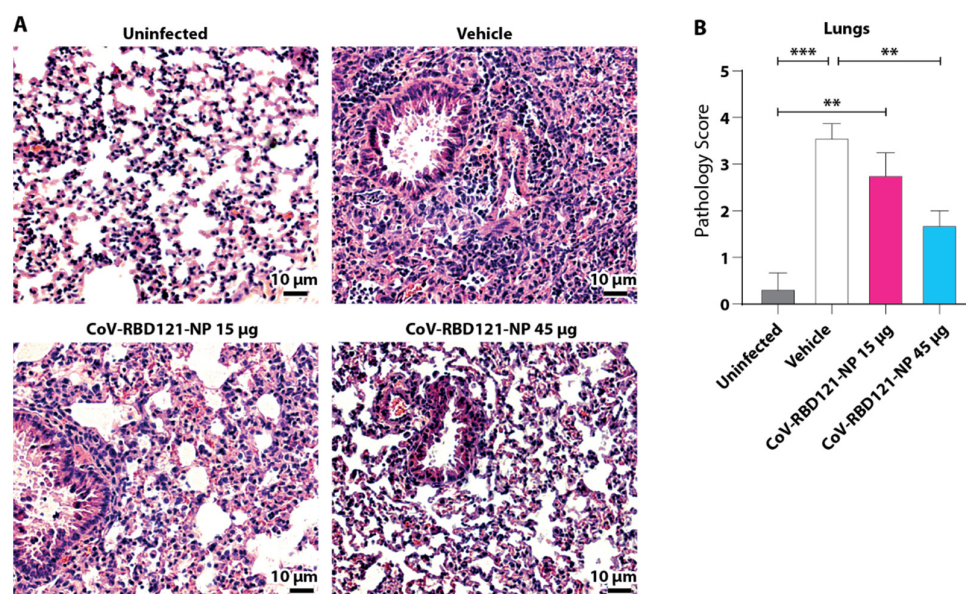 A
Uninfected
Vehicle
10 µm
10 µm
CoV-RBD121-NP 15 µg
CoV-RBD121-NP 45 µg
10 µm
10 µm
B
Lungs
***
**
**
Pathology Score
5
4
3
2
1
0
Uninfected
Vehicle
CoV-RBD121-NP 15 µg
CoV-RBD121-NP 45 µg